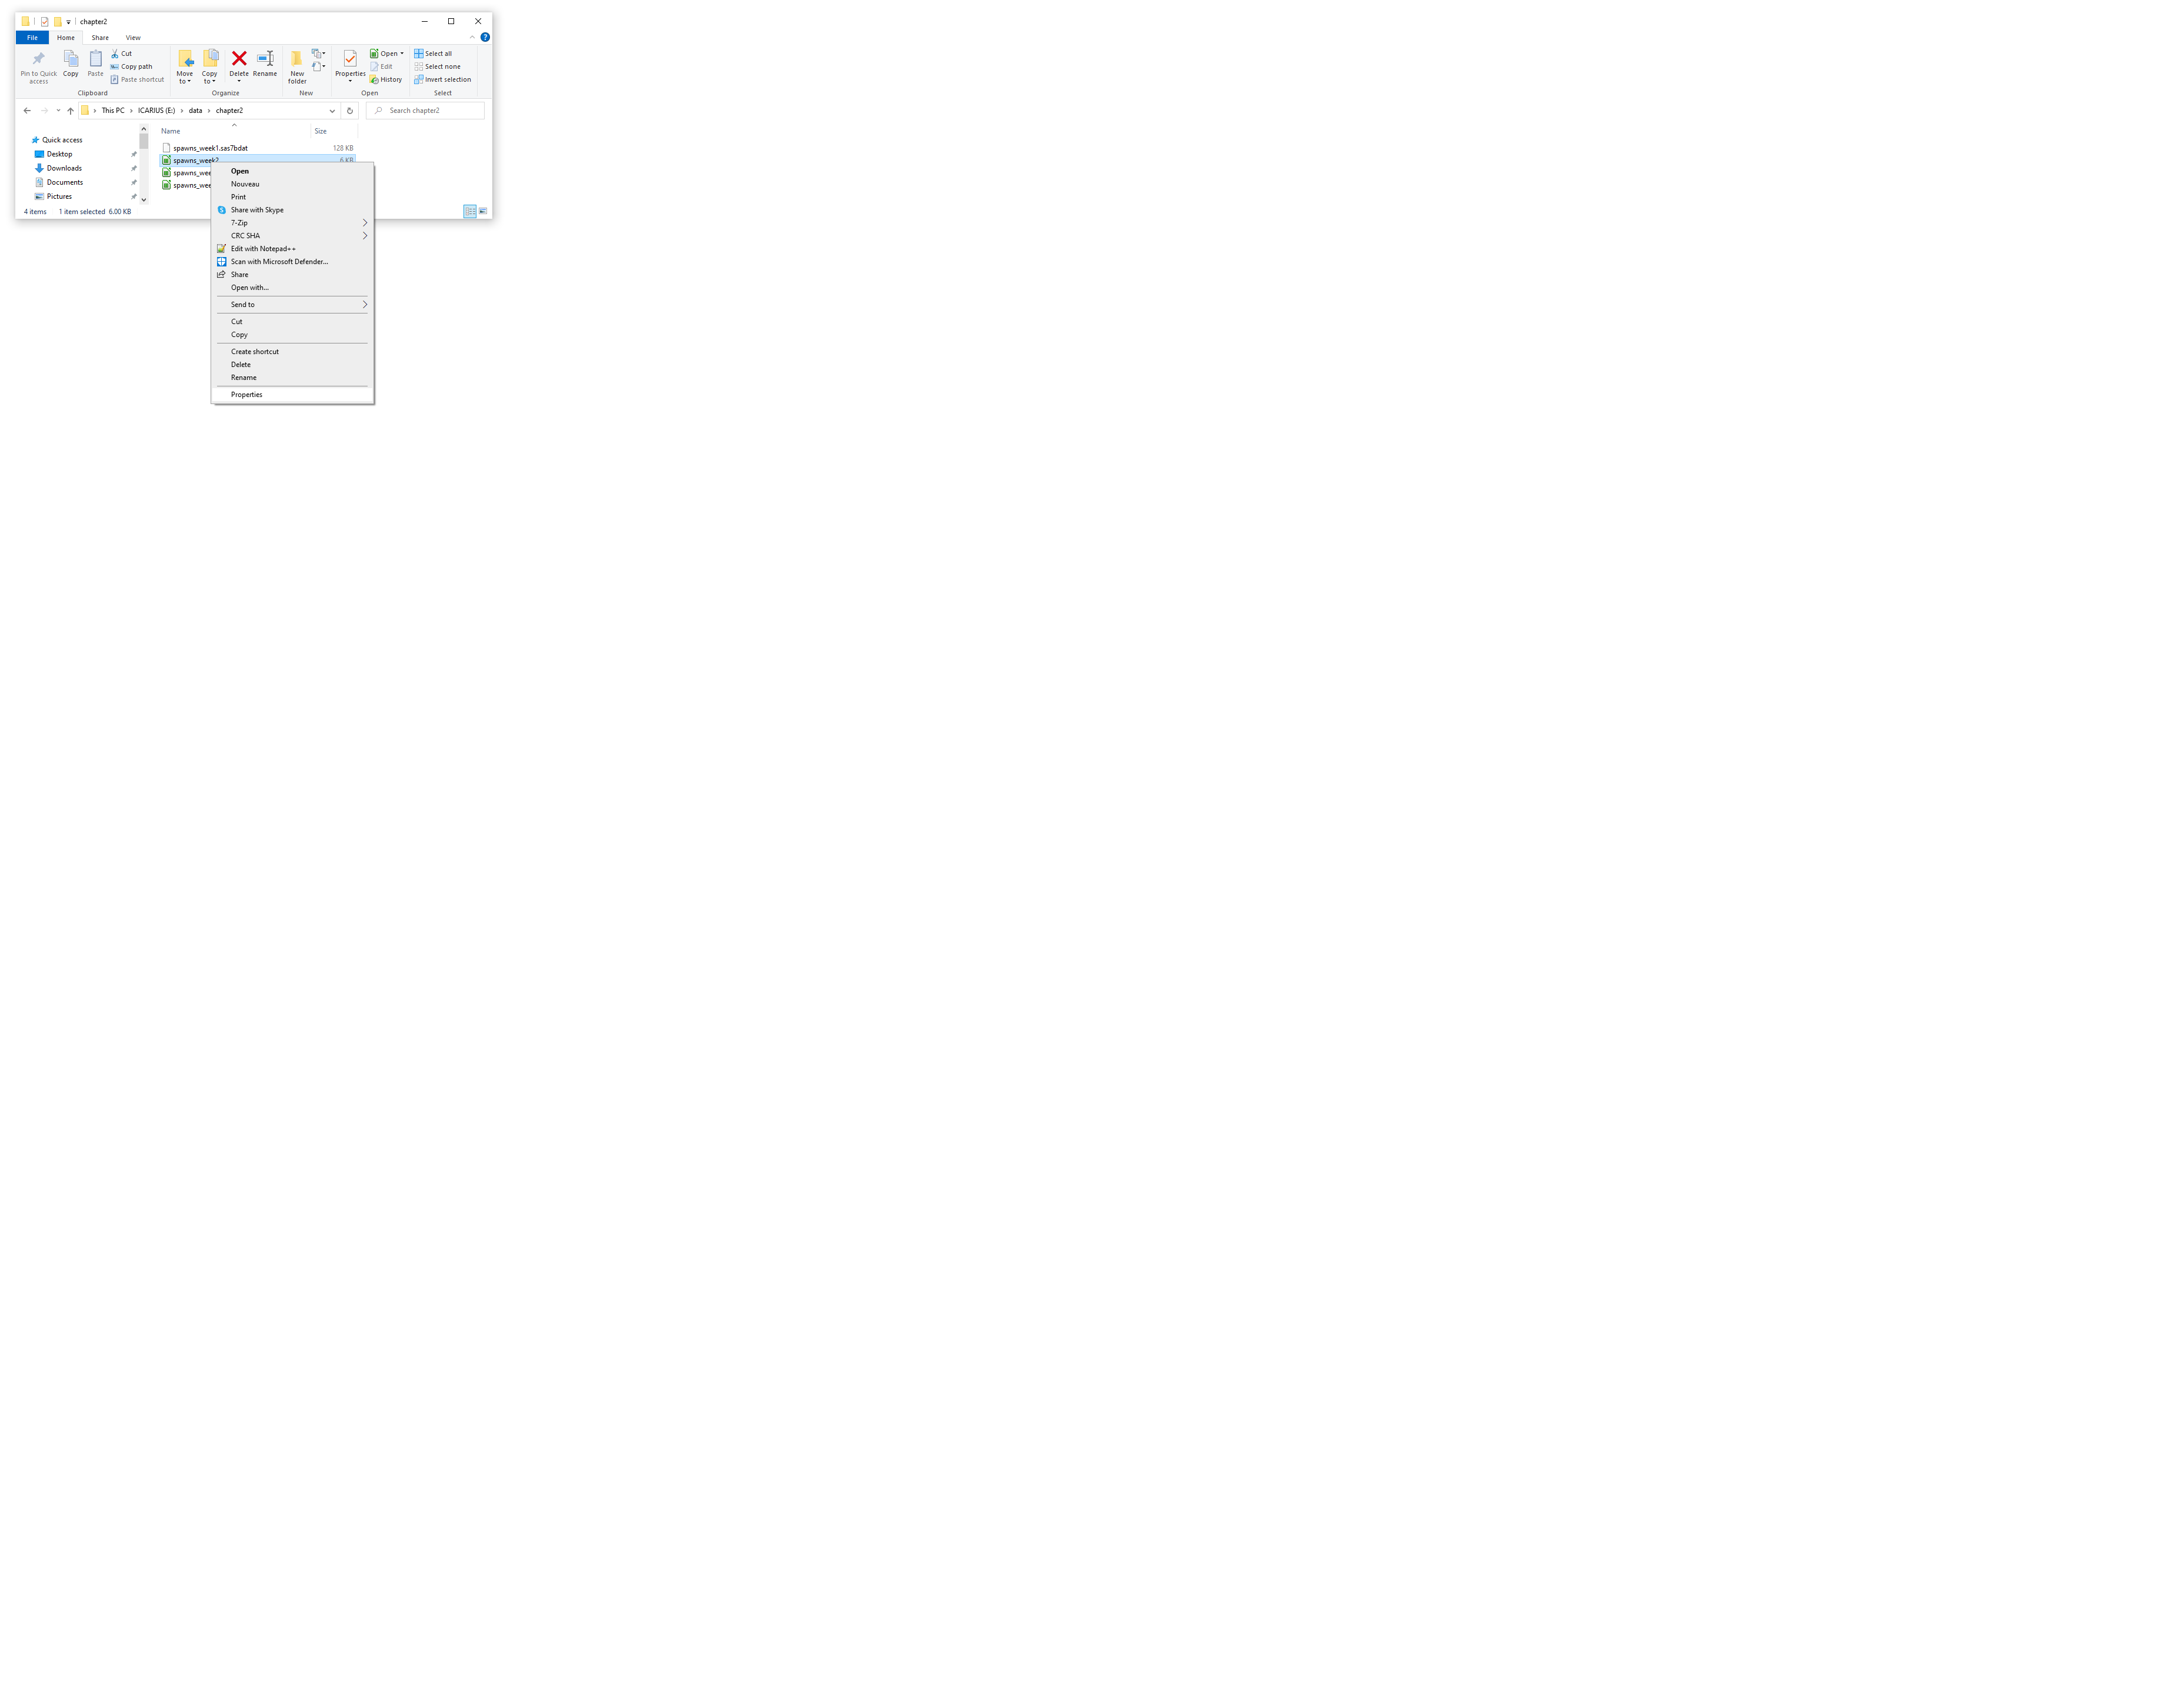 chapter2
File Home Share View
Pin to Quick access
Copy
Paste
Cut
Copy path
Paste shortcut
Clipboard
Move to
Copy to
Delete
Rename
Organize
New folder
New
Properties
Open
Edit
History
Open
Select all
Select none
Invert selection
Select
This PC > ICARIUS (E:) > data > chapter2
Search chapter2
Quick access
Desktop
Downloads
Documents
Pictures
Name Size
spawns_week1.sas7bdat 128 KB
spawns_week2 6 KB
spawns_wee
spawns_wee
4 items 1 item selected 6.00 KB
Open
Nouveau
Print
Share with Skype
7-Zip
CRC SHA
Edit with Notepad++
Scan with Microsoft Defender...
Share
Open with...
Send to
Cut
Copy
Create shortcut
Delete
Rename
Properties